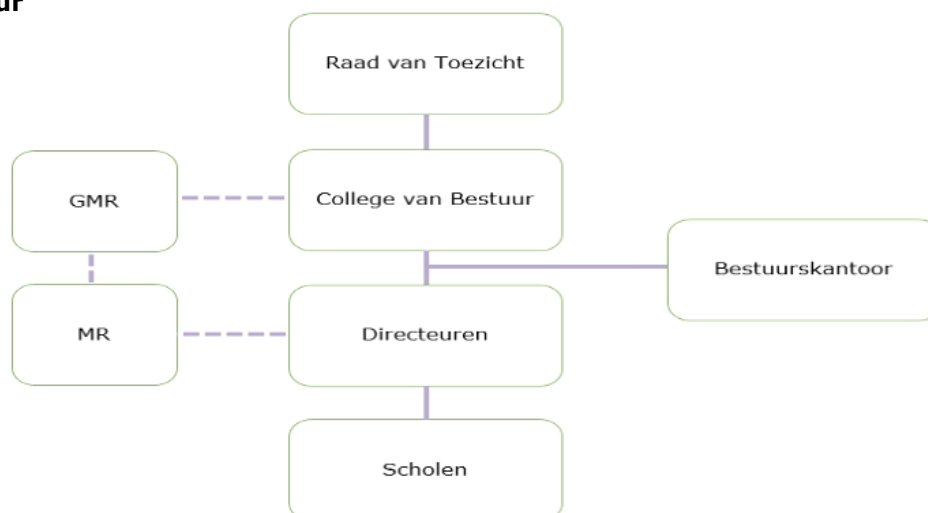 Raad van Toezicht
GMR
College van Bestuur
Bestuurskantoor
MR
Directeuren
Scholen